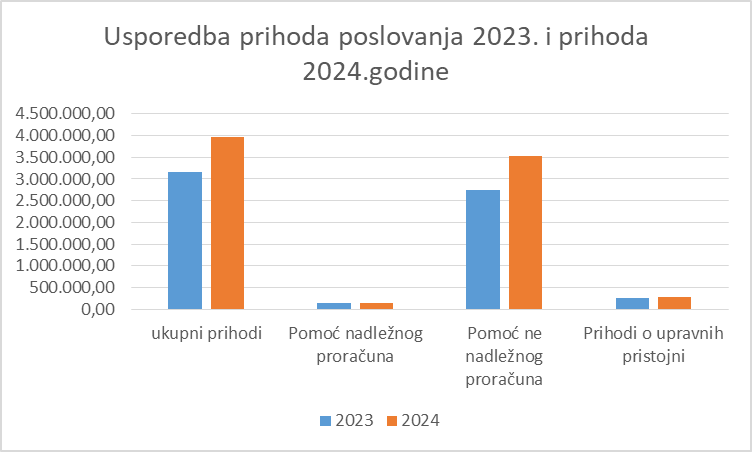 Usporedba prihoda poslovanja 2023. i prihoda
2024.godine
4.500.000,00
4.000.000,00
3.500.000,00
3.000.000,00
2.500.000,00
2.000.000,00
1.500.000,00
1.000.000,00
500.000,00
0,00
ukupni prihodi
Pomoć nadležnog
proračuna
Pomoć ne
nadležnog
proračuna
Prihodi o upravnih
pristojni
2023
2024